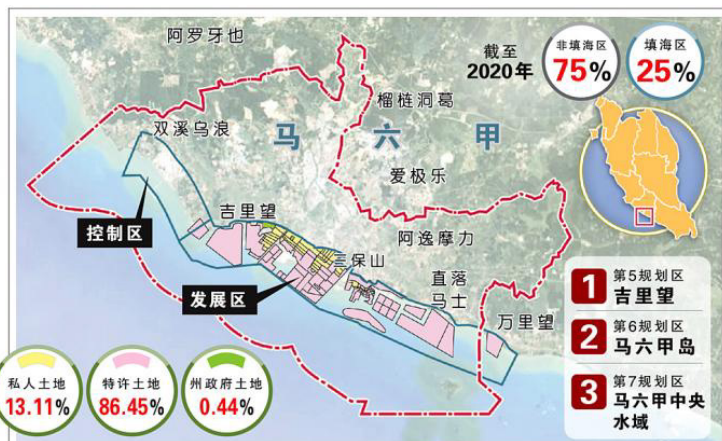 阿罗牙也
截至
2020年
非填海区
75%
填海区
25%
榴梿洞葛
双溪乌浪
马六甲
爱极乐
吉里望
控制区
阿逸摩力
三保山
发展区
直落
马士
万里望
1 第5规划区
吉里望
2 第6规划区
马六甲岛
3 第7规划区
马六甲中央
水域
私人土地
13.11%
特许土地
86.45%
州政府土地
0.44%